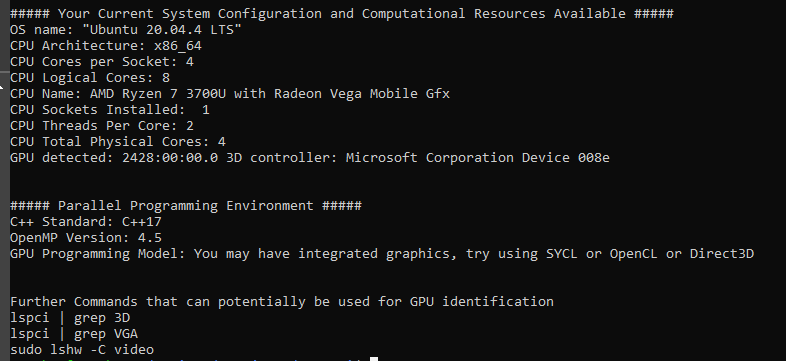 ##### Your Current System Configuration and Computational Resources Available #####
OS name: "Ubuntu 20.04.4 LTS"
CPU Architecture: x86_64
CPU Cores per Socket: 4
CPU Logical Cores: 8
CPU Name: AMD Ryzen 7 3700U with Radeon Vega Mobile Gfx
CPU Sockets Installed:  1
CPU Threads Per Core: 2
CPU Total Physical Cores: 4
GPU detected: 2428:00:00.0 3D controller: Microsoft Corporation Device 008e
##### Parallel Programming Environment #####
C++ Standard: C++17
OpenMP Version: 4.5
GPU Programming Model: You may have integrated graphics, try using SYCL or OpenCL or Direct3D
Further Commands that can potentially be used for GPU identification
lspci | grep 3D
lspci | grep VGA
sudo lshw -C video